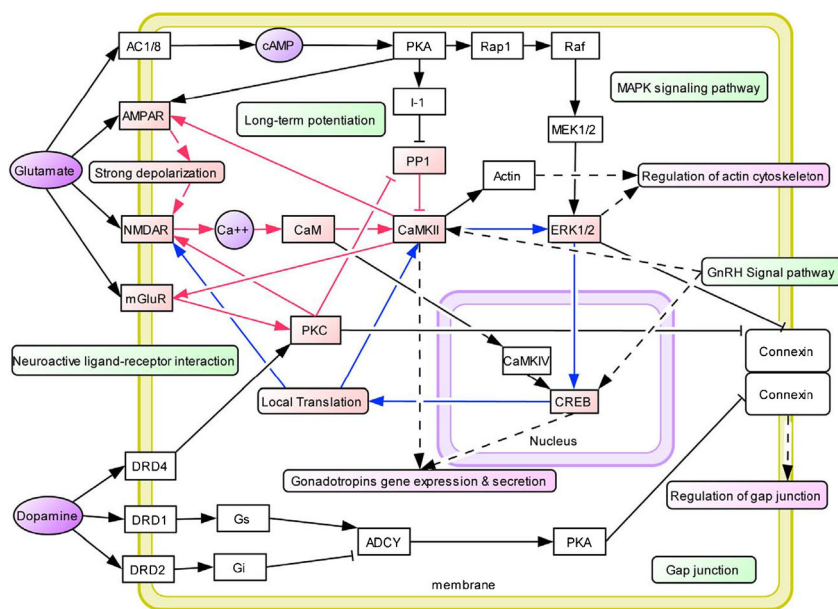 AC1/8
cAMP
PKA
Rap1
Raf
MAPK signaling pathway
I-1
AMPAR
Long-term potentiation
MEK1/2
PP1
Glutamate
Strong depolarization
Actin
Regulation of actin cytoskeleton
NMDAR
Ca++
CaM
CaMKII
ERK1/2
GnRH Signal pathway
mGluR
PKC
Connexin
Neuroactive ligand-receptor interaction
CaMKIV
Connexin
Local Translation
CREB
Nucleus
DRD4
Gonadotropins gene expression & secretion
Regulation of gap junction
Dopamine
DRD1
Gs
ADCY
PKA
DRD2
Gi
Gap junction
membrane